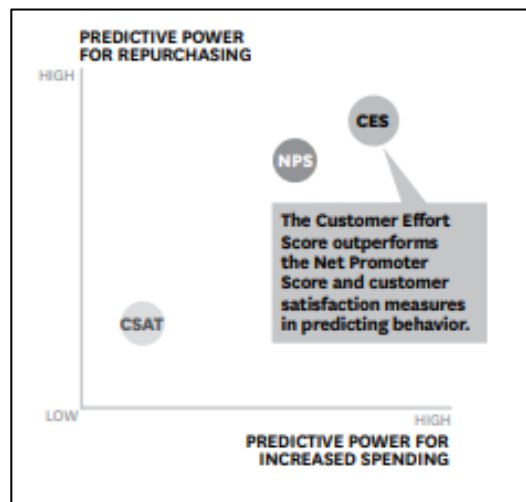 PREDICTIVE POWER
FOR REPURCHASING
HIGH
CES
NPS
The Customer Effort
Score outperforms
the Net Promoter
Score and customer
satisfaction measures
in predicting behavior.
CSAT
LOW
HIGH
PREDICTIVE POWER FOR
INCREASED SPENDING